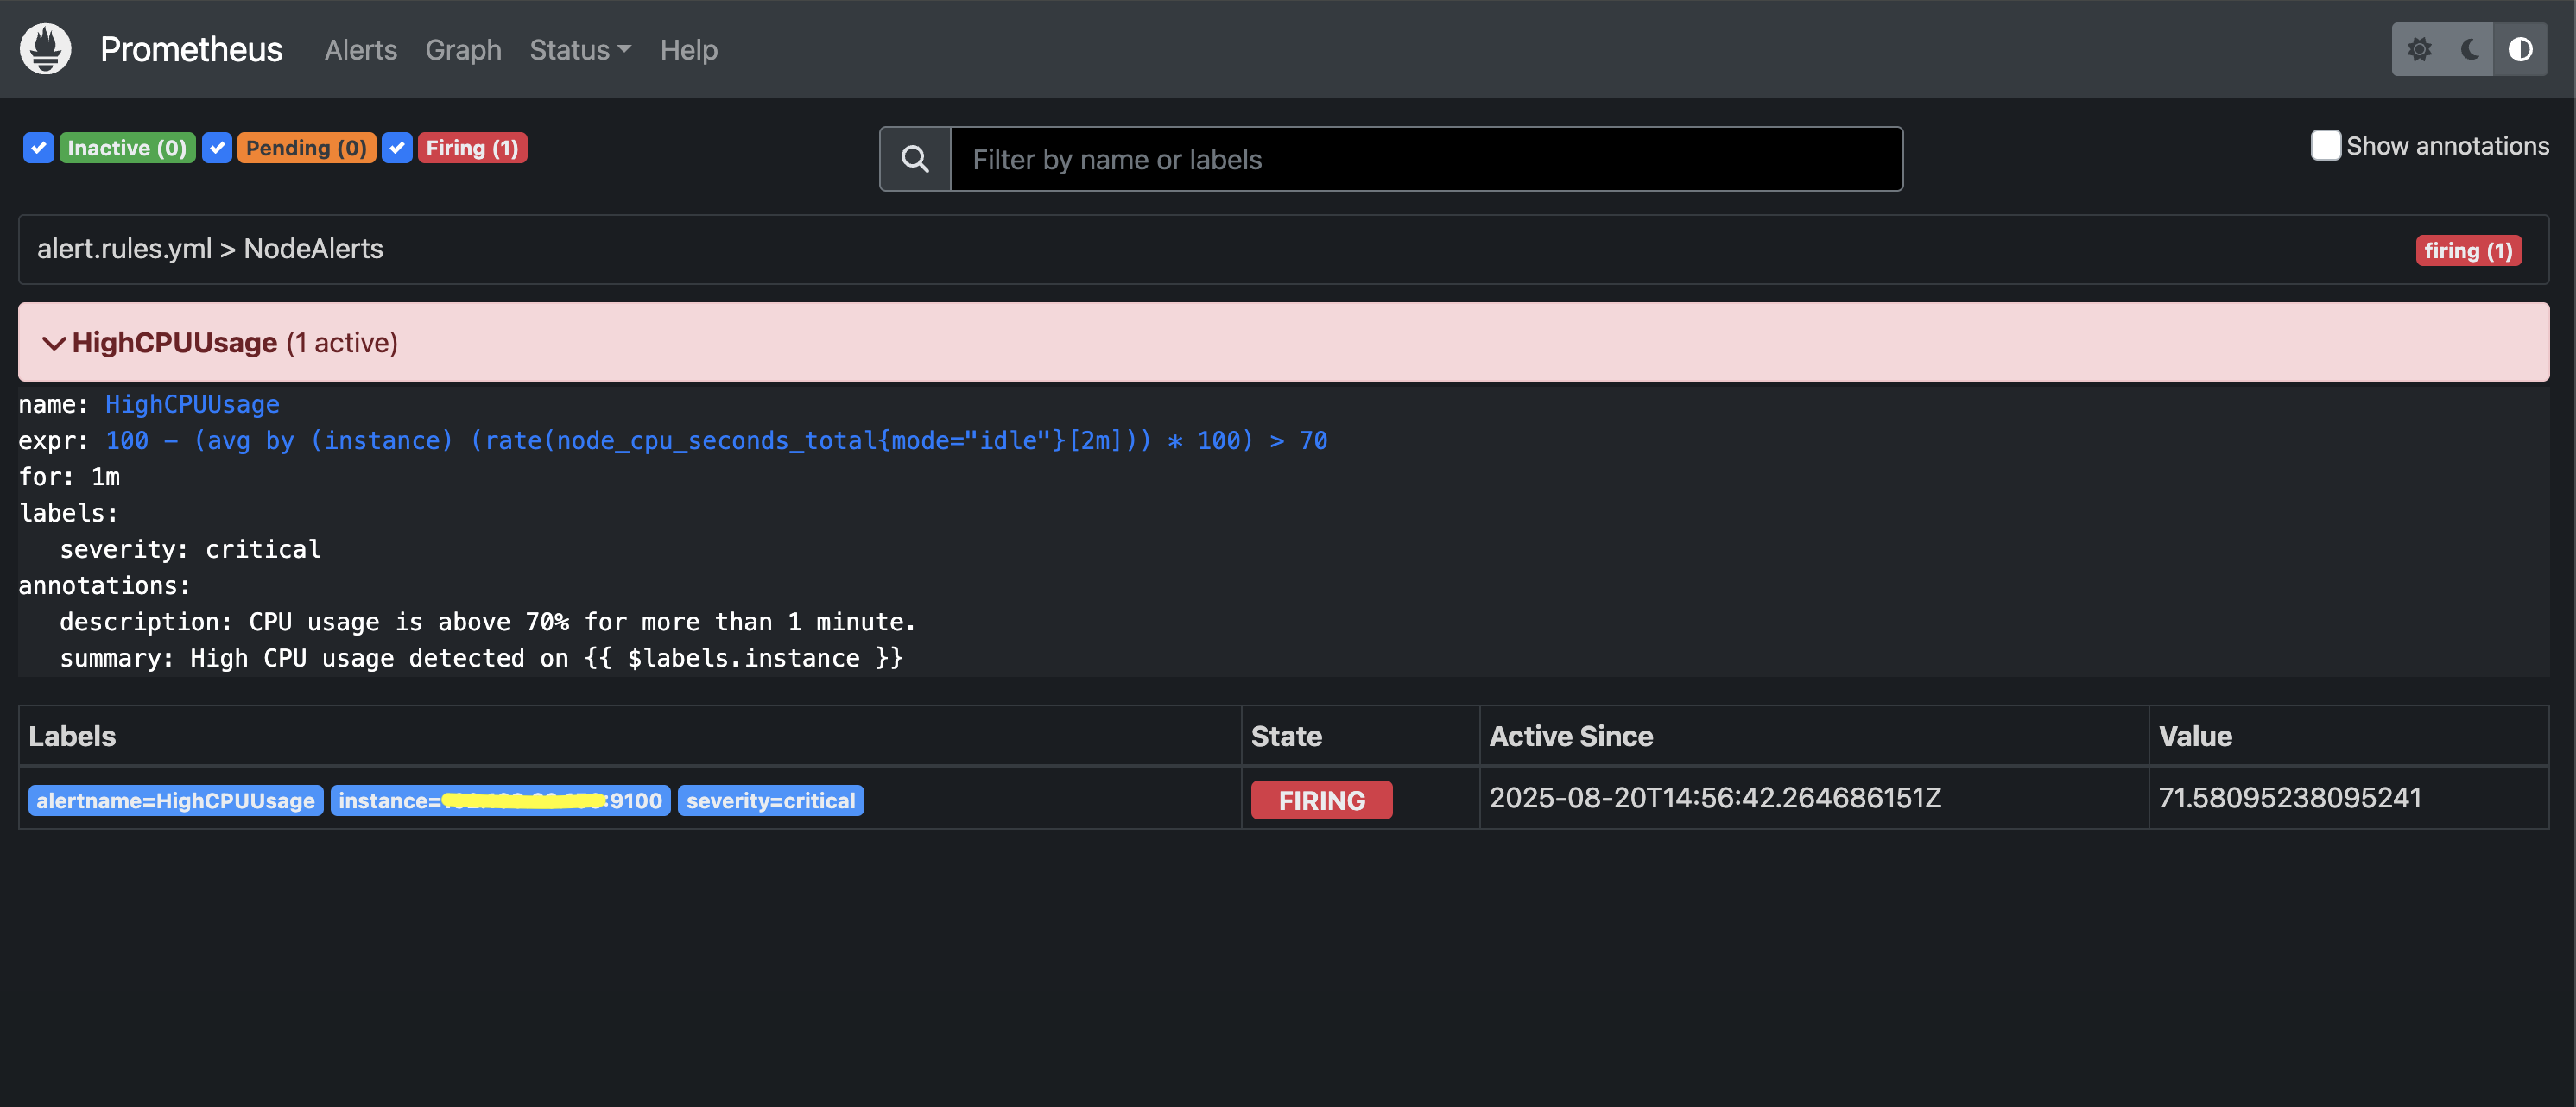 Prometheus Alerts Graph Status Help
Inactive (0) Pending (0) Firing (1)
Filter by name or labels
Show annotations
alert.rules.yml > NodeAlerts
firing (1)
HighCPUUsage (1 active)
name: HighCPUUsage
expr: 100 - (avg by (instance) (rate(node_cpu_seconds_total{mode="idle"}[2m])) * 100) > 70
for: 1m
labels:
severity: critical
annotations:
description: CPU usage is above 70% for more than 1 minute.
summary: High CPU usage detected on {{ $labels.instance }}
Labels State Active Since Value
alertname=HighCPUUsage instance= :9100 severity=critical FIRING 2025-08-20T14:56:42.264686151Z 71.58095238095241